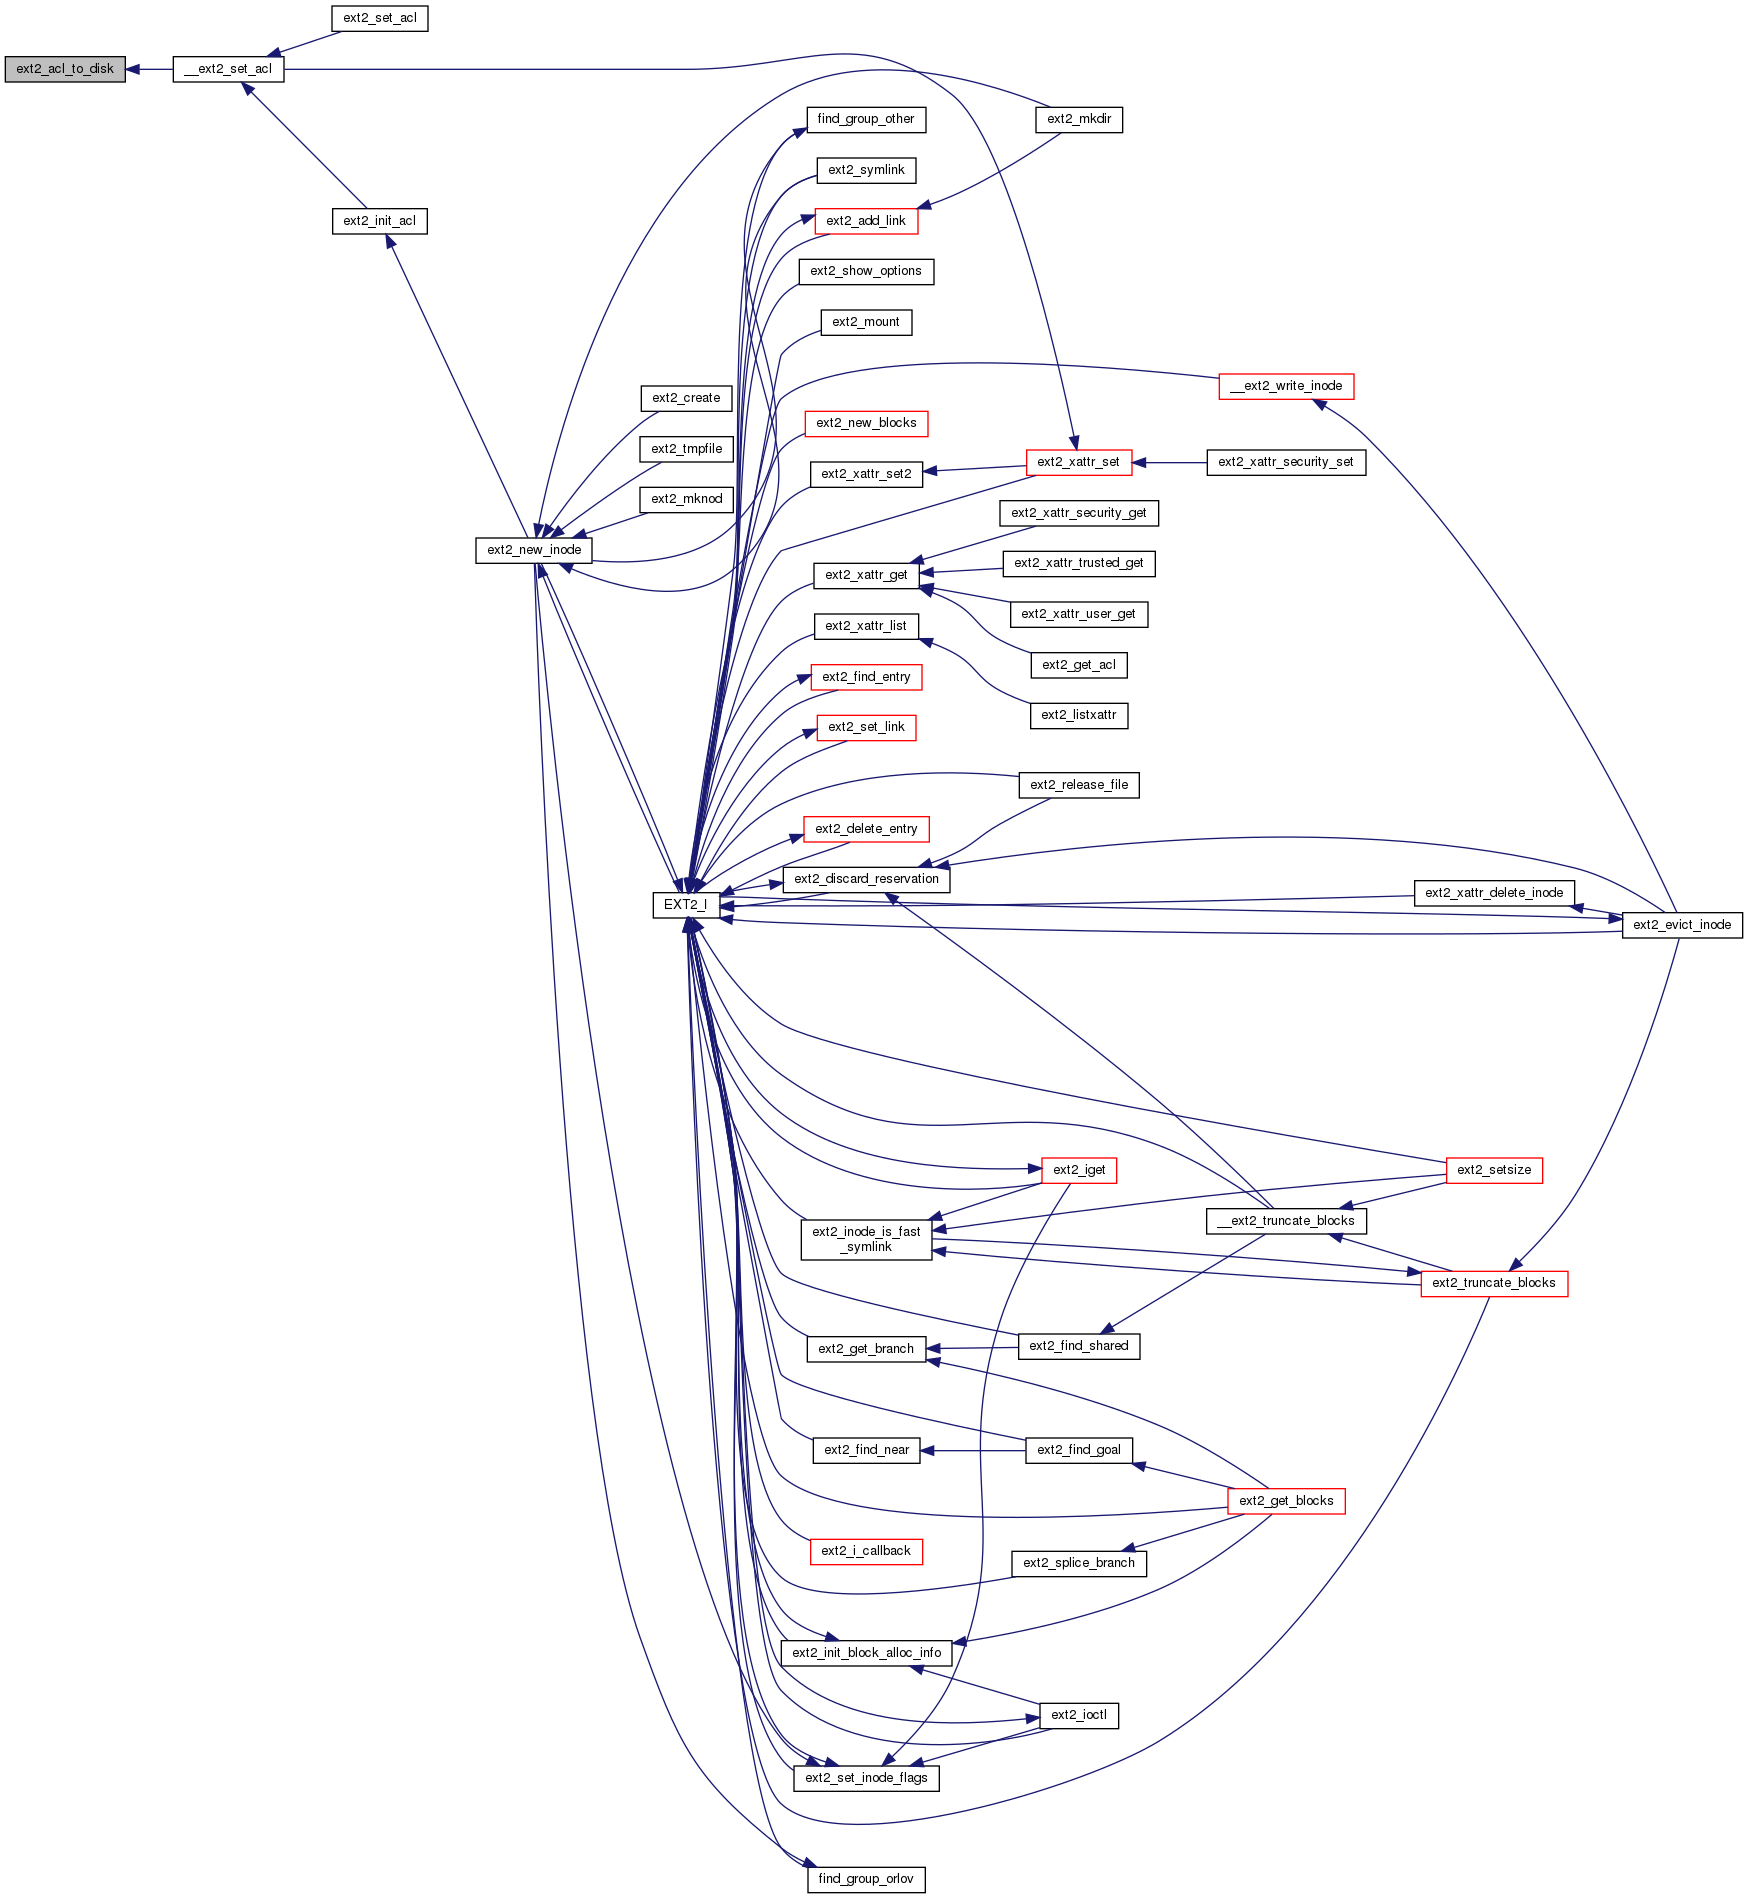 ext2_set_acl
ext2_acl_to_disk
__ext2_set_acl
find_group_other
ext2_mkdir
ext2_symlink
ext2_init_acl
ext2_add_link
ext2_show_options
ext2_mount
__ext2_write_inode
ext2_create
ext2_new_blocks
ext2_tmpfile
ext2_xattr_set2
ext2_xattr_set
ext2_xattr_security_set
ext2_mknod
ext2_xattr_security_get
ext2_new_inode
ext2_xattr_trusted_get
ext2_xattr_get
ext2_xattr_user_get
ext2_xattr_list
ext2_get_acl
ext2_find_entry
ext2_listxattr
ext2_set_link
ext2_release_file
ext2_delete_entry
ext2_discard_reservation
ext2_xattr_delete_inode
EXT2_I
ext2_evict_inode
ext2_iget
ext2_setsize
__ext2_truncate_blocks
ext2_inode_is_fast
_symlink
ext2_truncate_blocks
ext2_find_shared
ext2_get_branch
ext2_find_near
ext2_find_goal
ext2_get_blocks
ext2_i_callback
ext2_splice_branch
ext2_init_block_alloc_info
ext2_ioctl
ext2_set_inode_flags
find_group_orlov